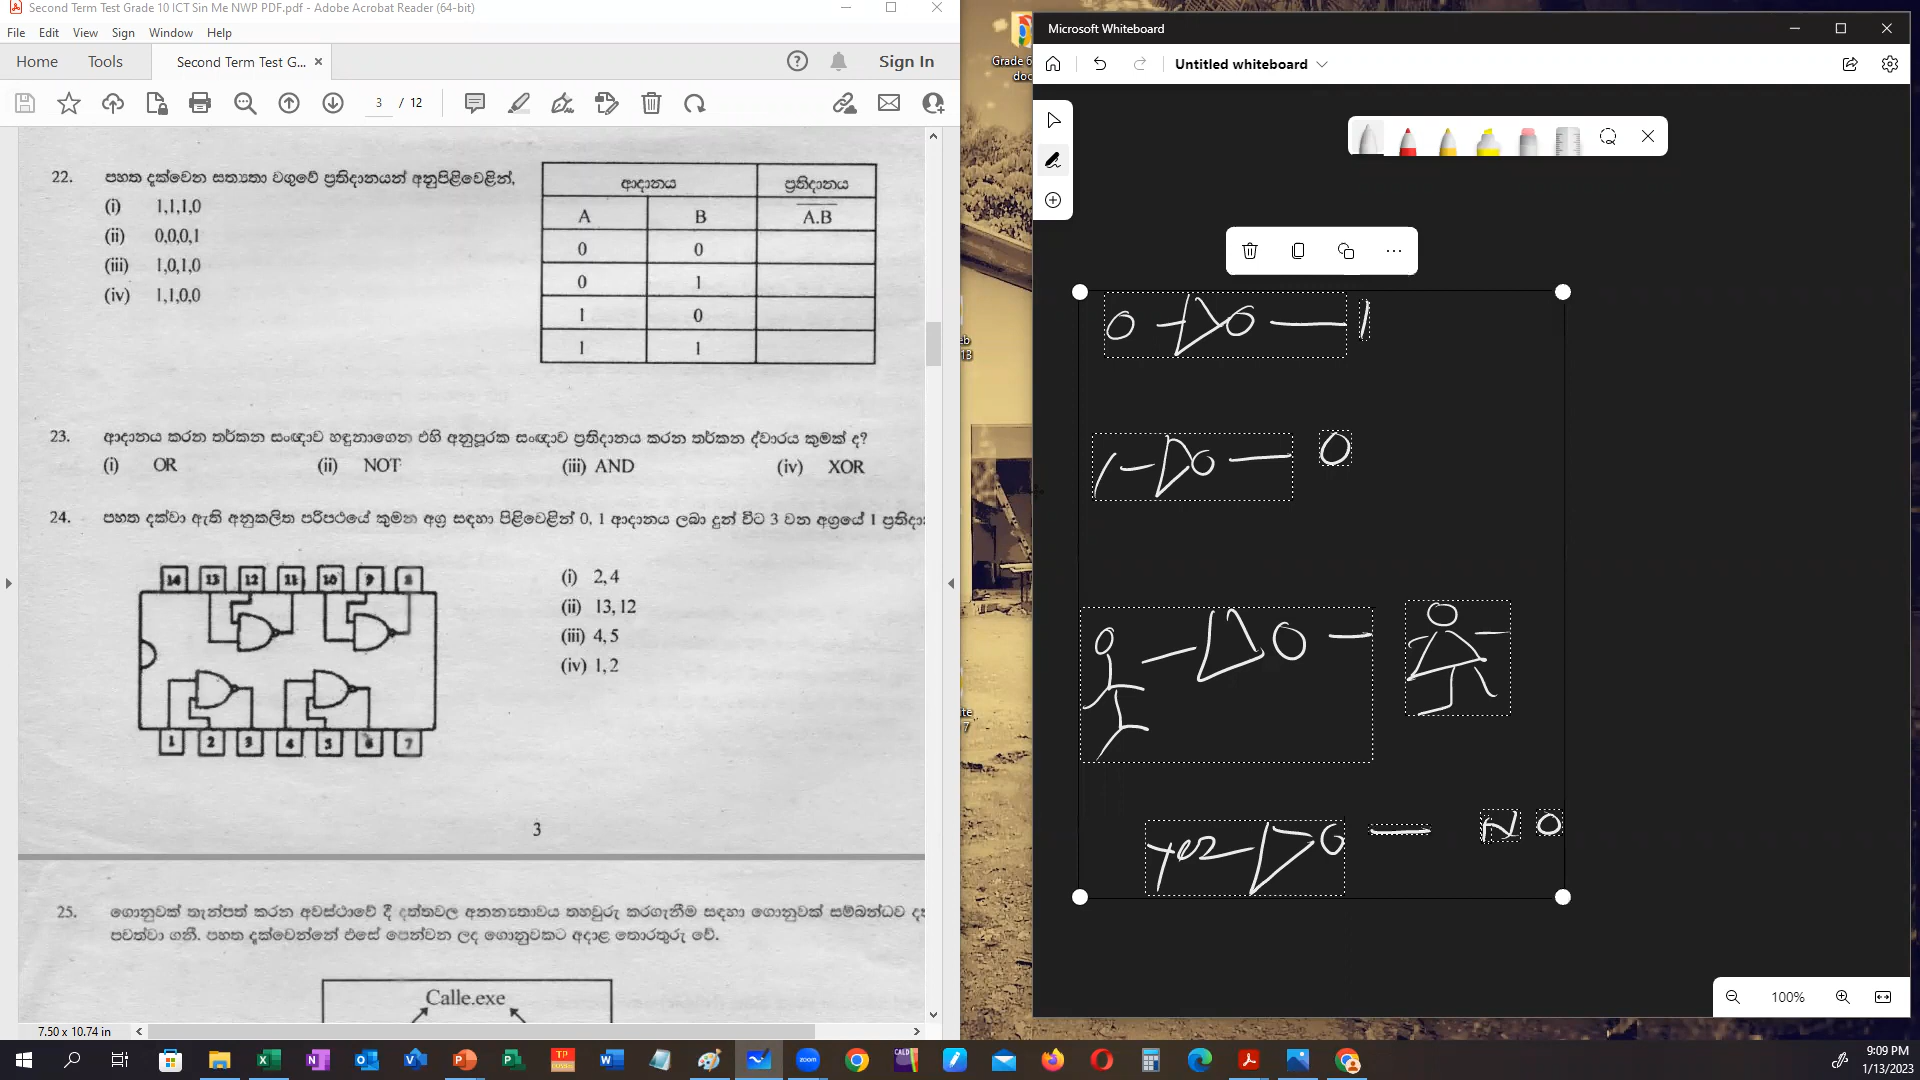 Second Term Test Grade 10 ICT Sin Me NWP PDF.pdf - Adobe Acrobat Reader (64-bit)
File Edit View Sign Window Help
Home Tools Second Term Test G... Sign In
3 / 12
22. පහත දැක්වෙන සත්‍යතා වගුවේ ප්‍රතිදානයන් අනුපිළිවෙළින්,
(i) 1,1,1,0
(ii) 0,0,0,1
(iii) 1,0,1,0
(iv) 1,1,0,0
ආදානය ප්‍රතිදානය
A B A.B
0 0
0 1
1 0
1 1
23. ආදානය කරන තර්කන සංඥාව හඳුනාගෙන එහි අනුපූරක සංඥාව ප්‍රතිදානය කරන තර්කන ද්වාරය කුමක් ද?
(i) OR (ii) NOT (iii) AND (iv) XOR
24. පහත දක්වා ඇති අනුකලිත පරිපථයේ කුමන අග්‍ර සඳහා පිළිවෙළින් 0, 1 ආදානය ලබා දුන් විට 3 වන අග්‍රයේ 1 ප්‍රතිදා
14 13 12 11 10 9 8
1 2 3 4 5 6 7
(i) 2, 4
(ii) 13, 12
(iii) 4, 5
(iv) 1, 2
3
25. ගොනුවක් තැන්පත් කරන අවස්ථාවේ දී දත්තවල අනන්‍යතාවය තහවුරු කරගැනීම සඳහා ගොනුවක් සම්බන්ධව ද
පවත්වා ගනී. පහත දැක්වෙන්නේ එසේ පෙන්වන ලද ගොනුවකට අදාළ තොරතුරු වේ.
Calle.exe
7.50 x 10.74 in
Grade 6
doc
Microsoft Whiteboard
Untitled whiteboard
0 1
1 0
yes NO
100%
9:09 PM
1/13/2023